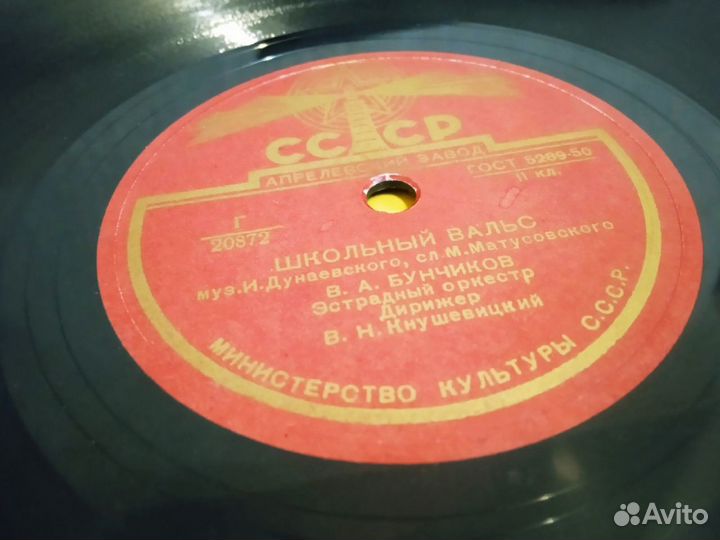 СССР
АПРЕЛЕВСКИЙ ЗАВОД
ГОСТ 5289-50
II кл.
Г
20872
ШКОЛЬНЫЙ ВАЛЬС
муз.И.Дунаевского, сл.М.Матусовского
В. А. БУНЧИКОВ
Эстрадный оркестр
Дирижер
В. Н. Кнушевицкий
МИНИСТЕРСТВО КУЛЬТУРЫ С.С.С.Р.
Avito